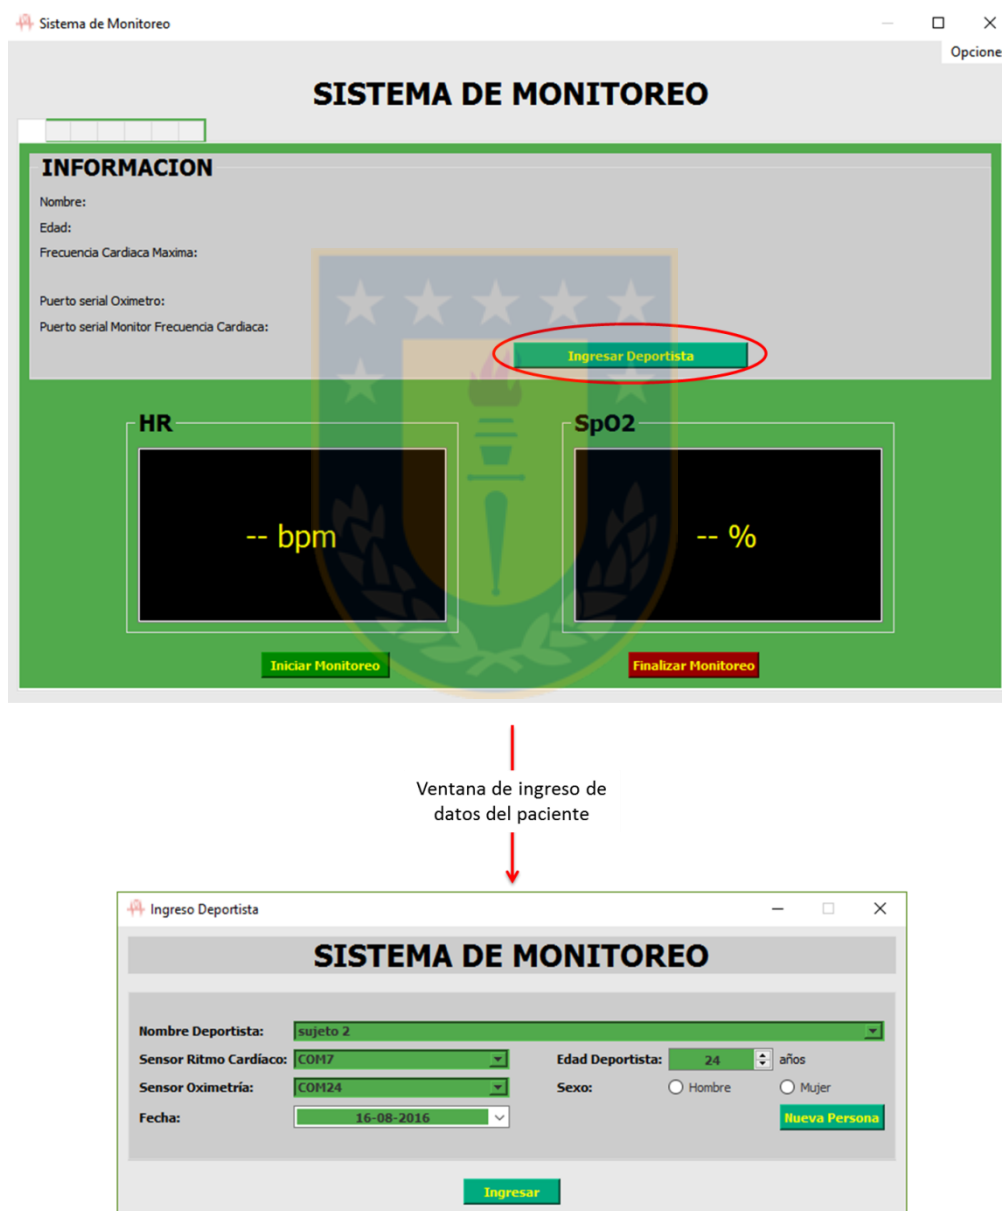 Sistema de Monitoreo
Opcione
SISTEMA DE MONITOREO
INFORMACION
Nombre:
Edad:
Frecuencia Cardiaca Maxima:
Puerto serial Oximetro:
Puerto serial Monitor Frecuencia Cardiaca:
Ingresar Deportista
HR
SpO2
-- bpm
-- %
Iniciar Monitoreo
Finalizar Monitoreo
Ventana de ingreso de
datos del paciente
Ingreso Deportista
SISTEMA DE MONITOREO
Nombre Deportista: sujeto 2
Sensor Ritmo Cardíaco: COM7 Edad Deportista: 24 años
Sensor Oximetría: COM24 Sexo: Hombre Mujer
Fecha: 16-08-2016 Nueva Persona
Ingresar